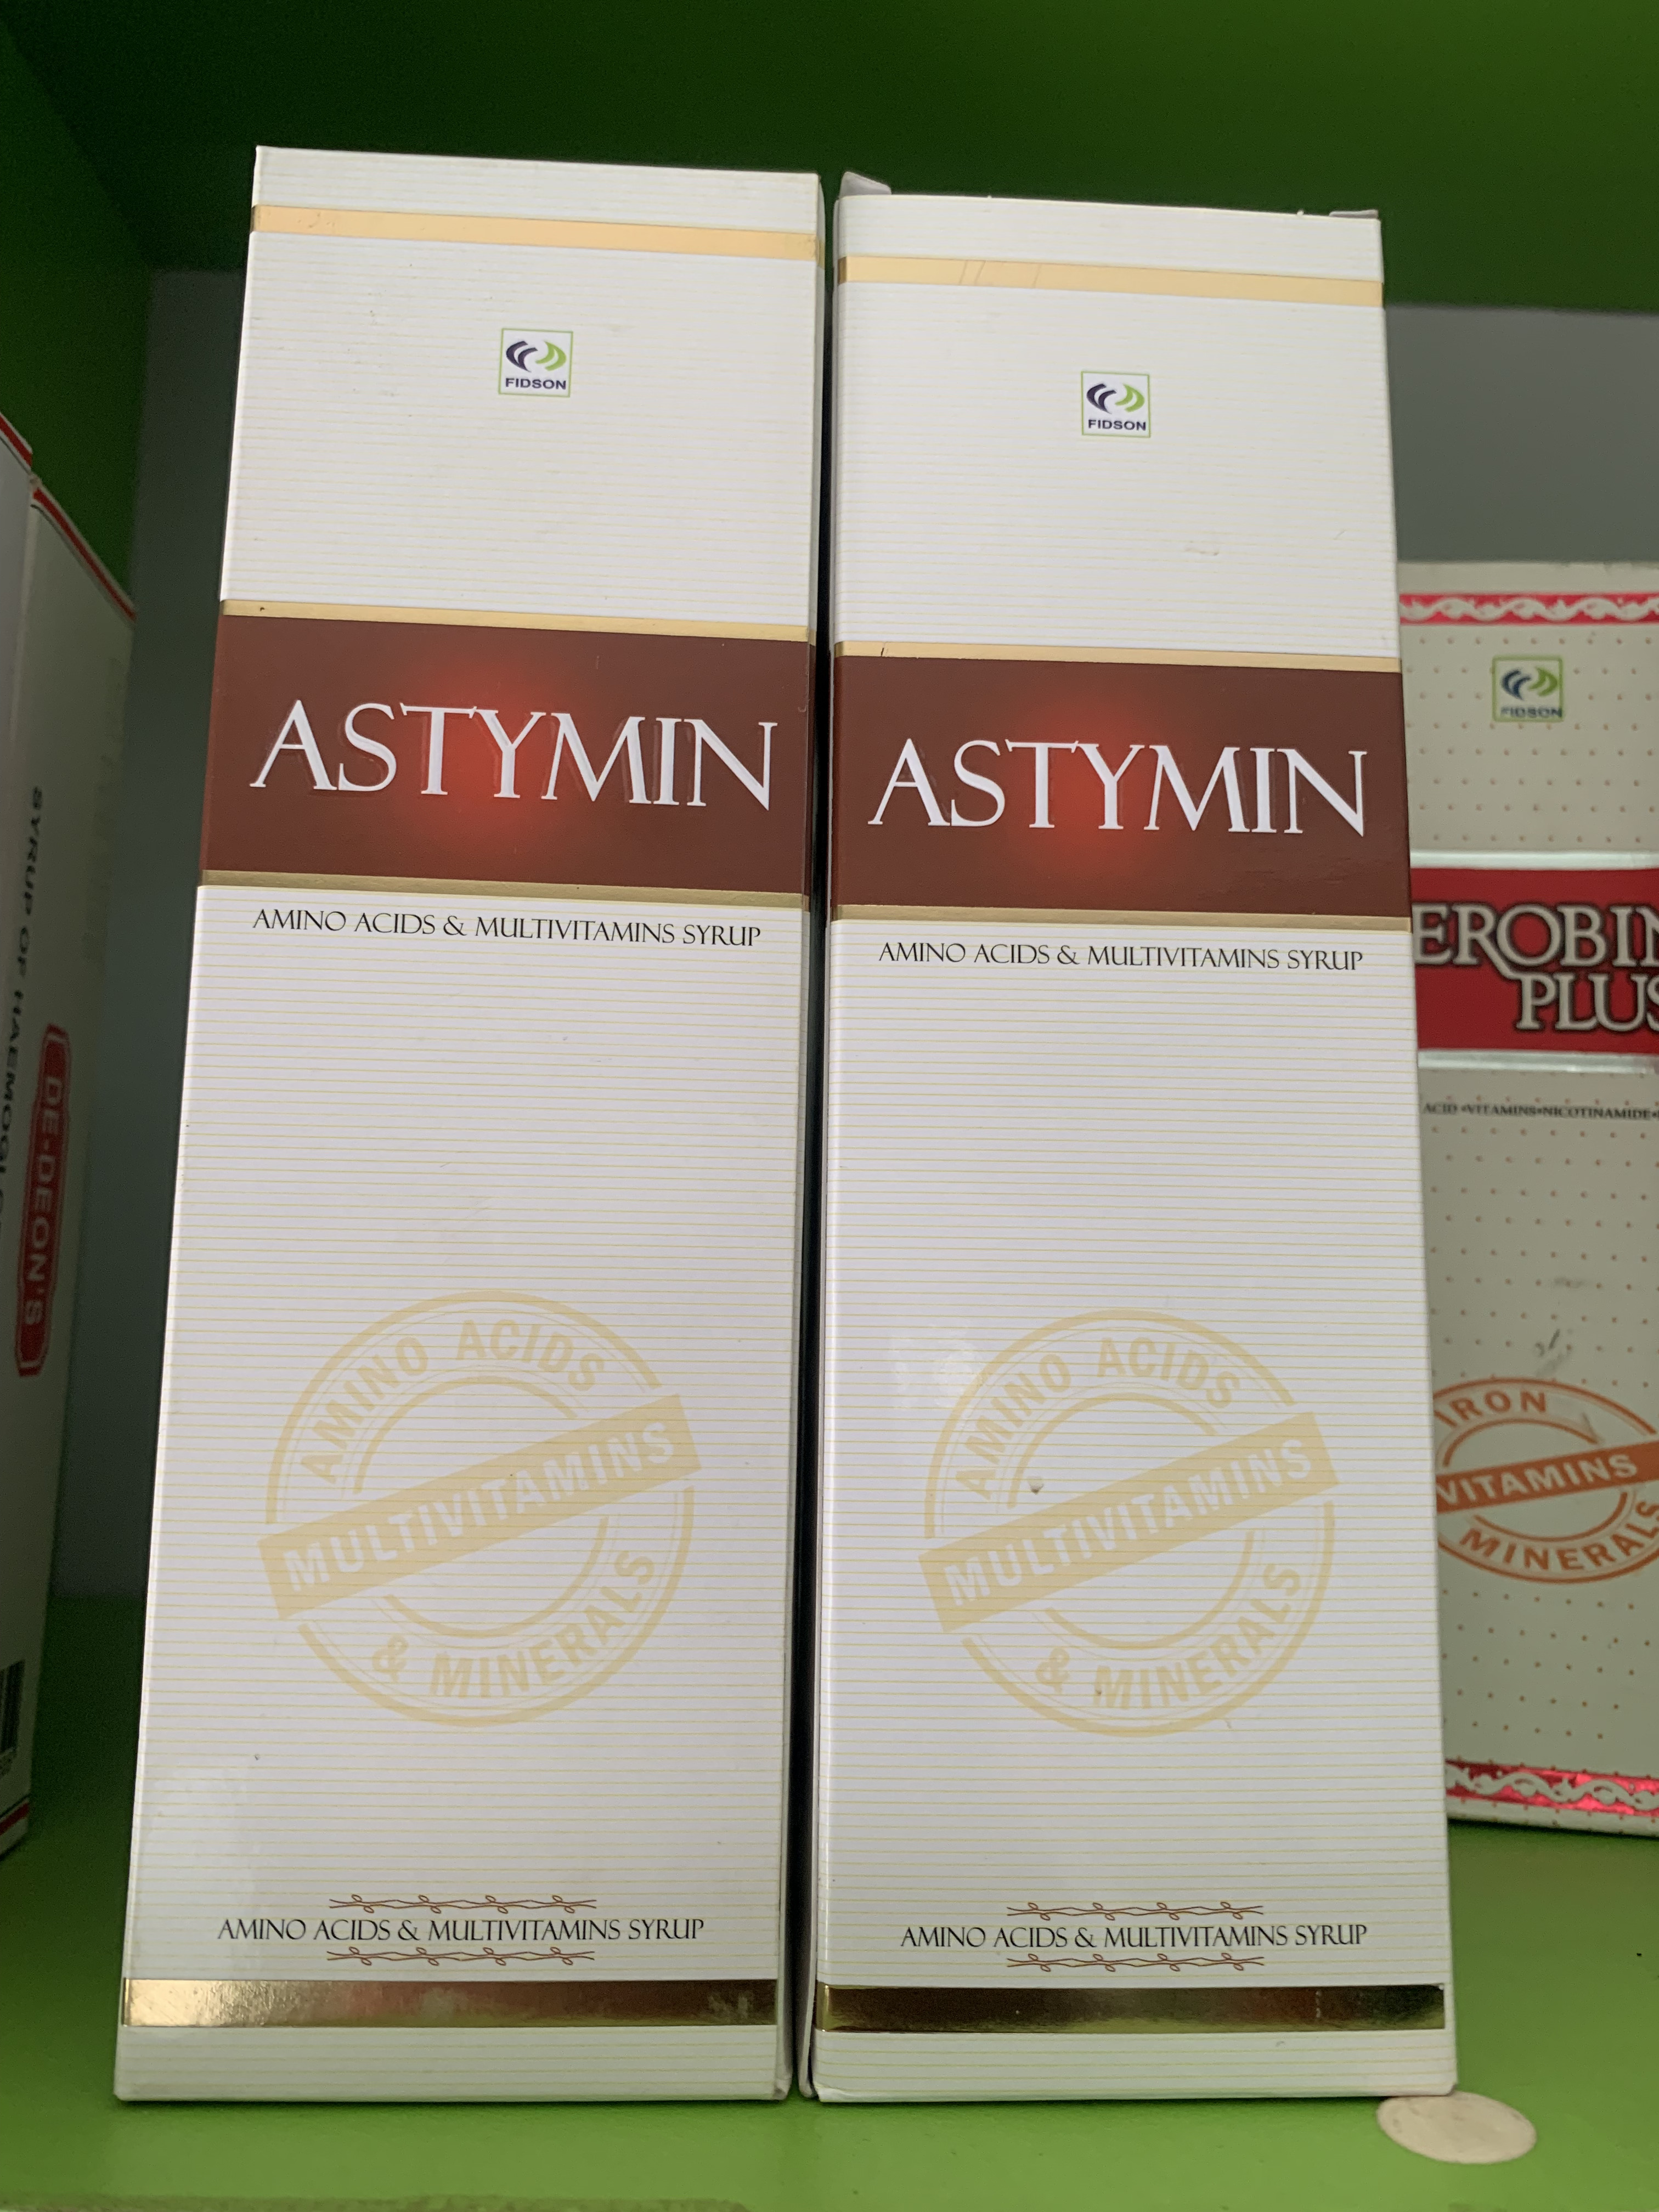 FIDSON
ASTYMIN
AMINO ACIDS & MULTIVITAMINS SYRUP
AMINO ACIDS
MULTIVITAMINS
& MINERALS
AMINO ACIDS & MULTIVITAMINS SYRUP
FIDSON
ASTYMIN
AMINO ACIDS & MULTIVITAMINS SYRUP
AMINO ACIDS
MULTIVITAMINS
& MINERALS
AMINO ACIDS & MULTIVITAMINS SYRUP
FIDSON
EROBIN
PLUS
ACID •VITAMINS•NICOTINAMIDE•
IRON
VITAMINS
MINERALS
SYRUP OF
DE-DEON'S